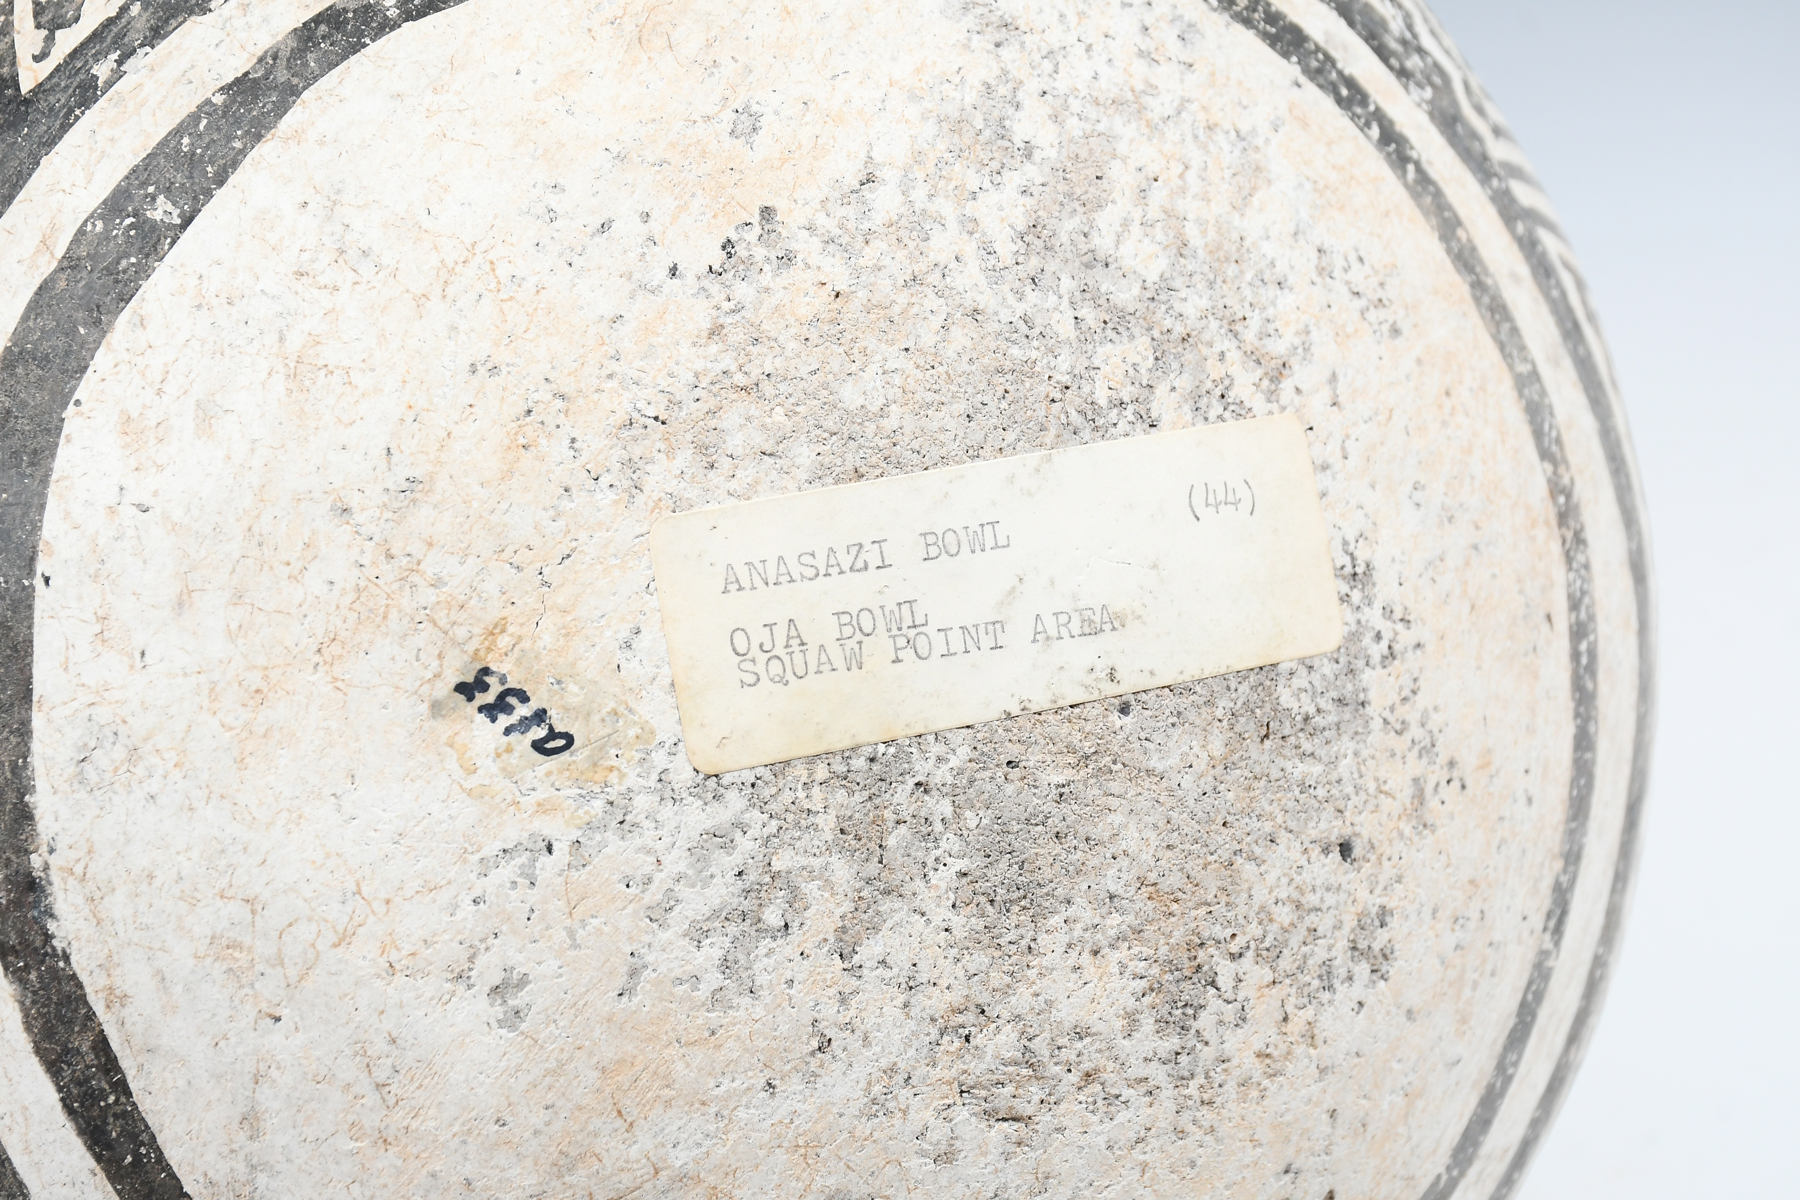 ANASAZI BOWL (44)
OJA BOWL
SQUAW POINT AREA